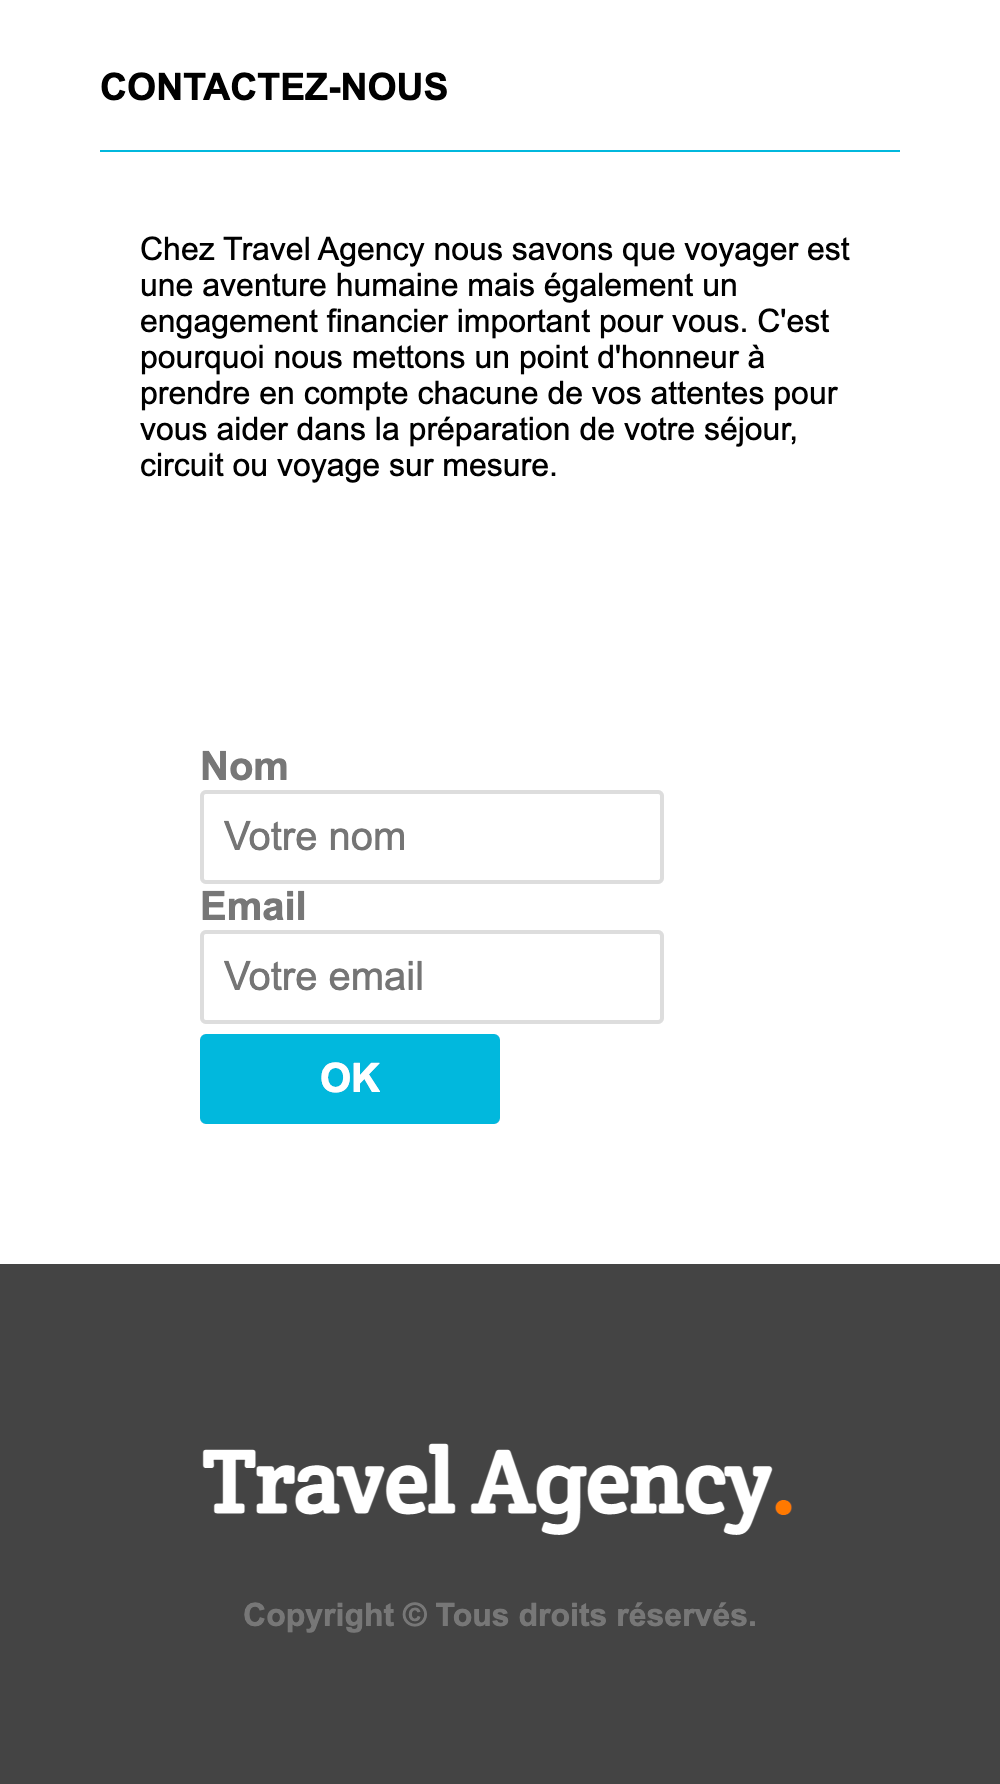 CONTACTEZ-NOUS
Chez Travel Agency nous savons que voyager est
une aventure humaine mais également un
engagement financier important pour vous. C'est
pourquoi nous mettons un point d'honneur à
prendre en compte chacune de vos attentes pour
vous aider dans la préparation de votre séjour,
circuit ou voyage sur mesure.
Nom
Votre nom
Email
Votre email
OK
Travel Agency.
Copyright © Tous droits réservés.